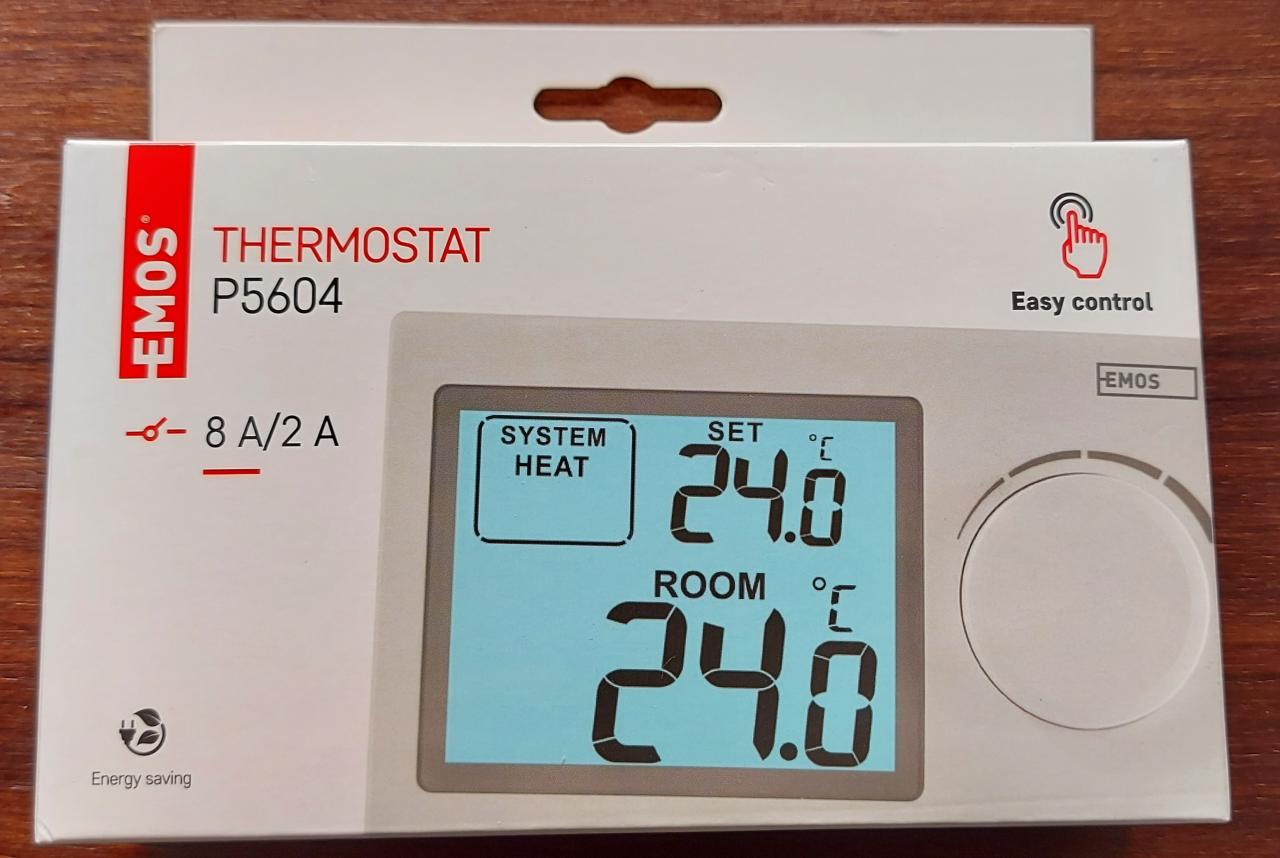 EMOS®
THERMOSTAT
P5604
8 A/2 A
Easy control
EMOS
SYSTEM
HEAT
SET
24.0 °C
ROOM
24.0 °C
Energy saving